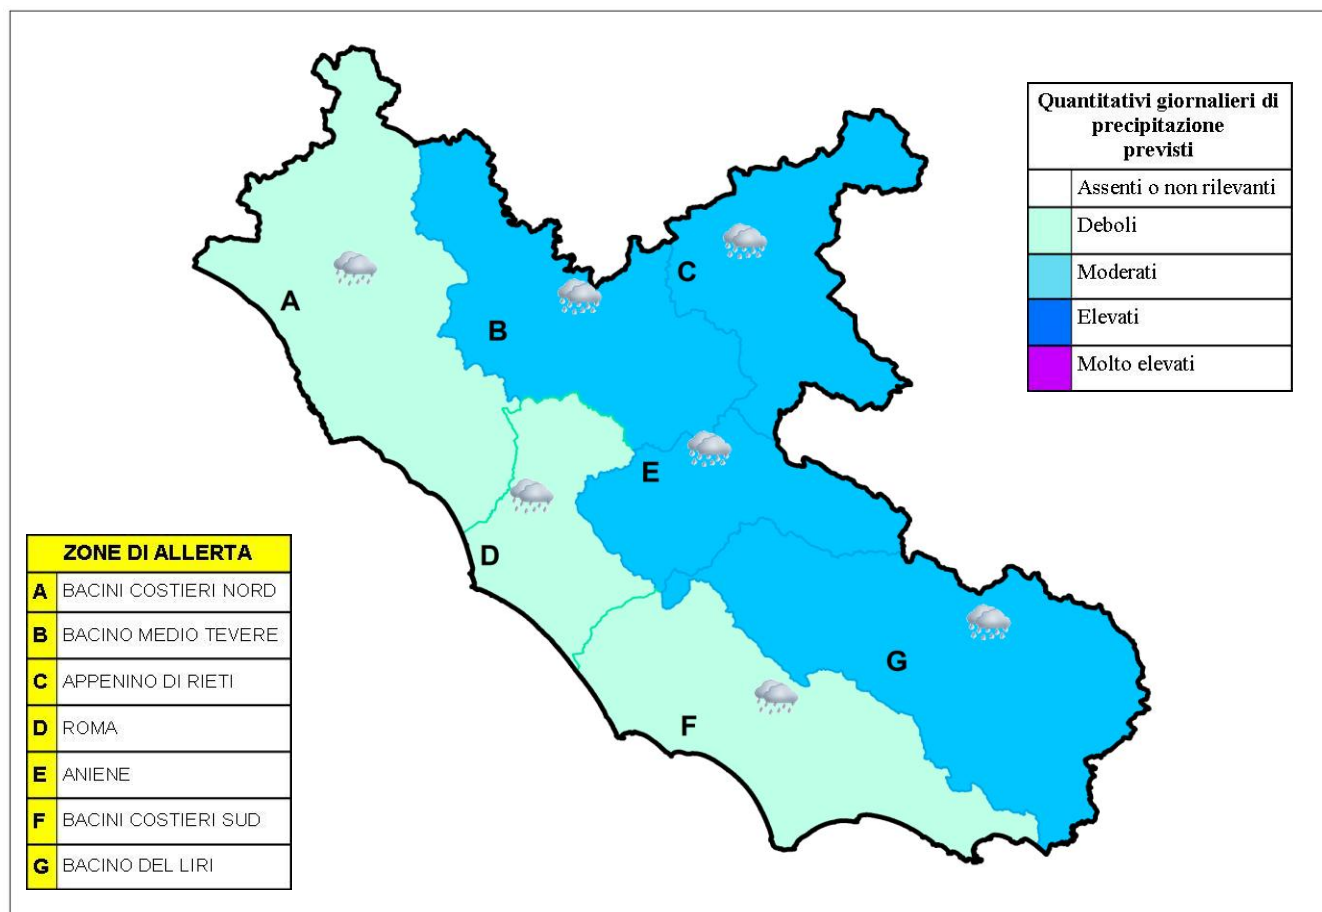 Quantitativi giornalieri di
precipitazione
previsti
Assenti o non rilevanti
Deboli
Moderati
Elevati
Molto elevati
C
A
B
E
D
G
F
ZONE DI ALLERTA
A BACINI COSTIERI NORD
B BACINO MEDIO TEVERE
C APPENINO DI RIETI
D ROMA
E ANIENE
F BACINI COSTIERI SUD
G BACINO DEL LIRI